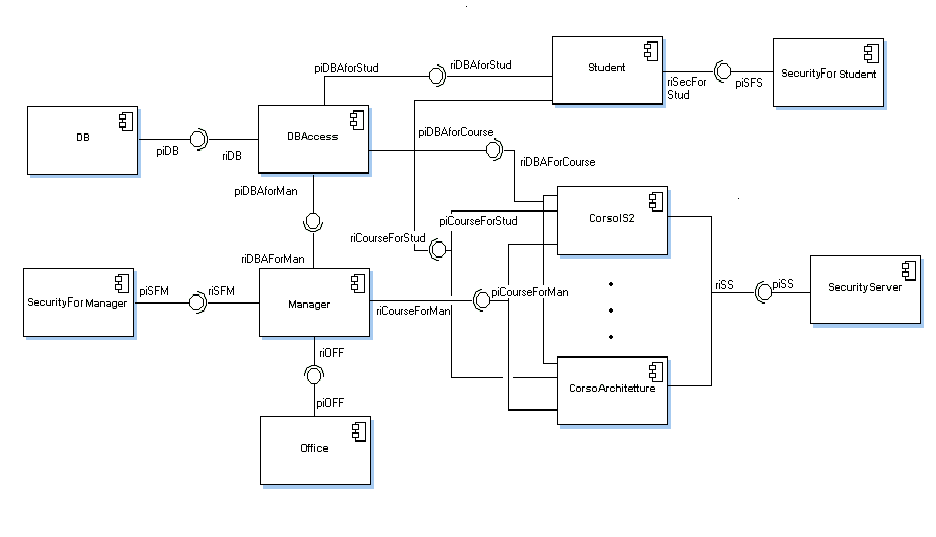 piDBAforStud
riDBAforStud
Student
riSecFor
Stud
piSFS
SecurityFor Student
DB
piDB
riDB
DBAccess
piDBAforCourse
riDBAForCourse
piDBAforMan
riDBAForMan
piCourseForStud
riCourseForStud
CorsoIS2
SecurityForManager
piSFM
riSFM
Manager
riCourseForMan
piCourseForMan
riSS
piSS
SecurityServer
riOFF
piOFF
CorsoArchitetture
Office